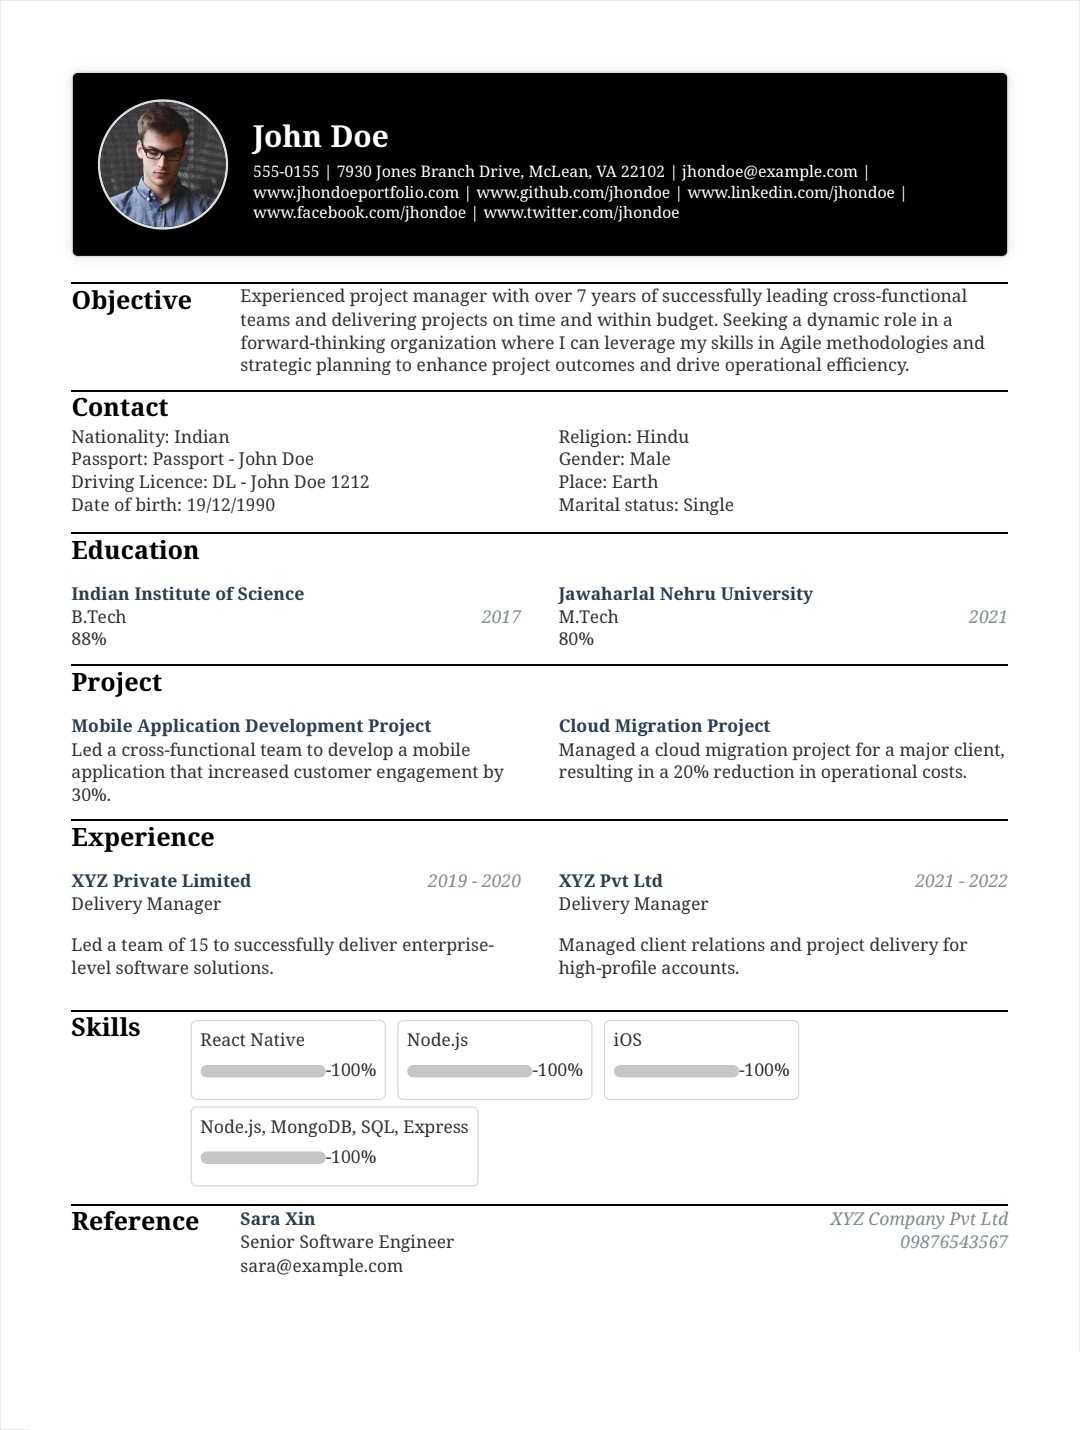 John Doe
555-0155 | 7930 Jones Branch Drive, McLean, VA 22102 | jhondoe@example.com |
www.jhondoeportfolio.com | www.github.com/jhondoe | www.linkedin.com/jhondoe |
www.facebook.com/jhondoe | www.twitter.com/jhondoe
Objective
Experienced project manager with over 7 years of successfully leading cross-functional
teams and delivering projects on time and within budget. Seeking a dynamic role in a
forward-thinking organization where I can leverage my skills in Agile methodologies and
strategic planning to enhance project outcomes and drive operational efficiency.
Contact
Nationality: Indian
Passport: Passport - John Doe
Driving Licence: DL - John Doe 1212
Date of birth: 19/12/1990
Religion: Hindu
Gender: Male
Place: Earth
Marital status: Single
Education
Indian Institute of Science
B.Tech 2017
88%
Jawaharlal Nehru University
M.Tech 2021
80%
Project
Mobile Application Development Project
Led a cross-functional team to develop a mobile
application that increased customer engagement by
30%.
Cloud Migration Project
Managed a cloud migration project for a major client,
resulting in a 20% reduction in operational costs.
Experience
XYZ Private Limited 2019 - 2020
Delivery Manager
Led a team of 15 to successfully deliver enterprise-
level software solutions.
XYZ Pvt Ltd 2021 - 2022
Delivery Manager
Managed client relations and project delivery for
high-profile accounts.
Skills
React Native
-100%
Node.js
-100%
iOS
-100%
Node.js, MongoDB, SQL, Express
-100%
Reference
Sara Xin XYZ Company Pvt Ltd
Senior Software Engineer 09876543567
sara@example.com